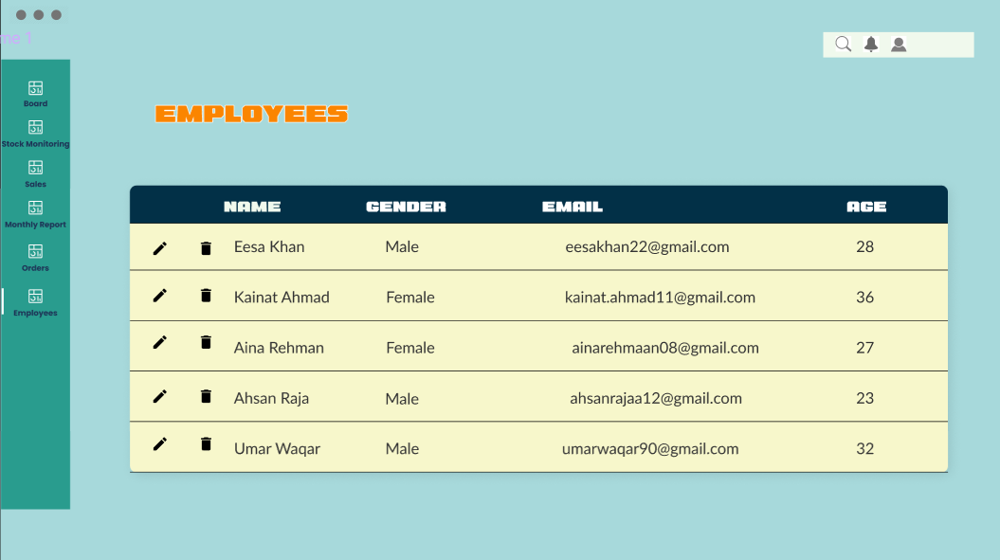 me 1
EMPLOYEES
Board
Stock Monitoring
Sales
Monthly Report
Orders
Employees
NAME GENDER EMAIL AGE
Eesa Khan Male eesakhan22@gmail.com 28
Kainat Ahmad Female kainat.ahmad11@gmail.com 36
Aina Rehman Female ainarehmaan08@gmail.com 27
Ahsan Raja Male ahsanrajaa12@gmail.com 23
Umar Waqar Male umarwaqar90@gmail.com 32